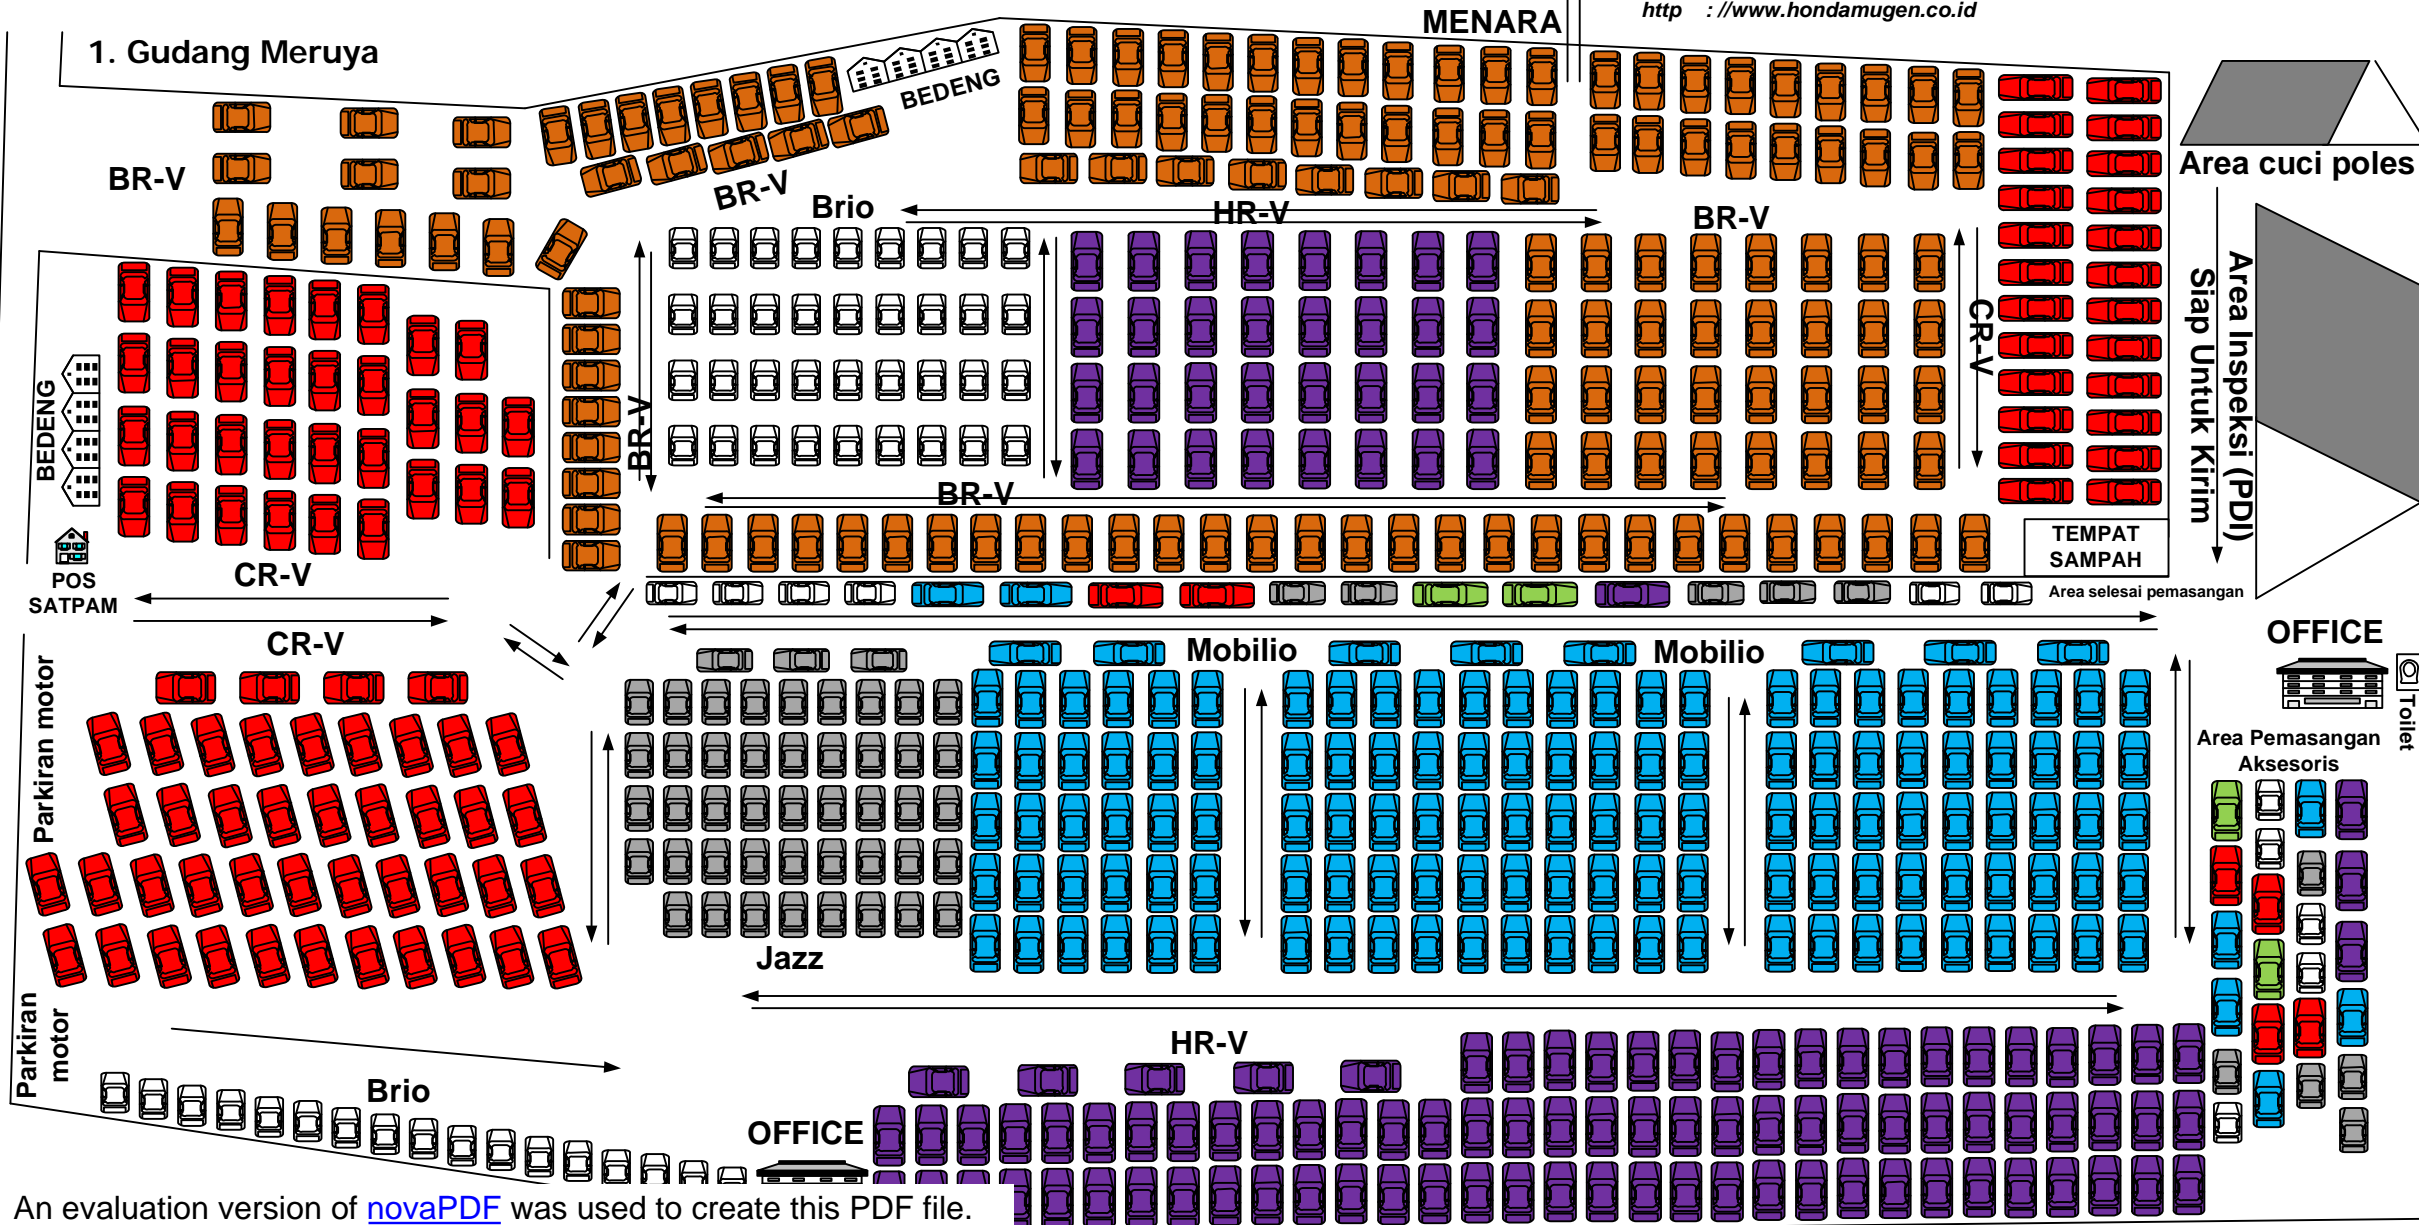 http : //www.hondamugen.co.id
MENARA
1. Gudang Meruya
BEDENG
BR-V
BR-V
Brio
HR-V
BR-V
Area cuci poles
CR-V
Area Inspeksi (PDI)
Siap Untuk Kirim
BEDENG
BR-V
BR-V
TEMPAT
SAMPAH
POS
SATPAM
CR-V
Area selesai pemasangan
CR-V
Mobilio
Mobilio
OFFICE
Toilet
Parkiran motor
Area Pemasangan
Aksesoris
Jazz
Parkiran
motor
HR-V
Brio
OFFICE
An evaluation version of novaPDF was used to create this PDF file.